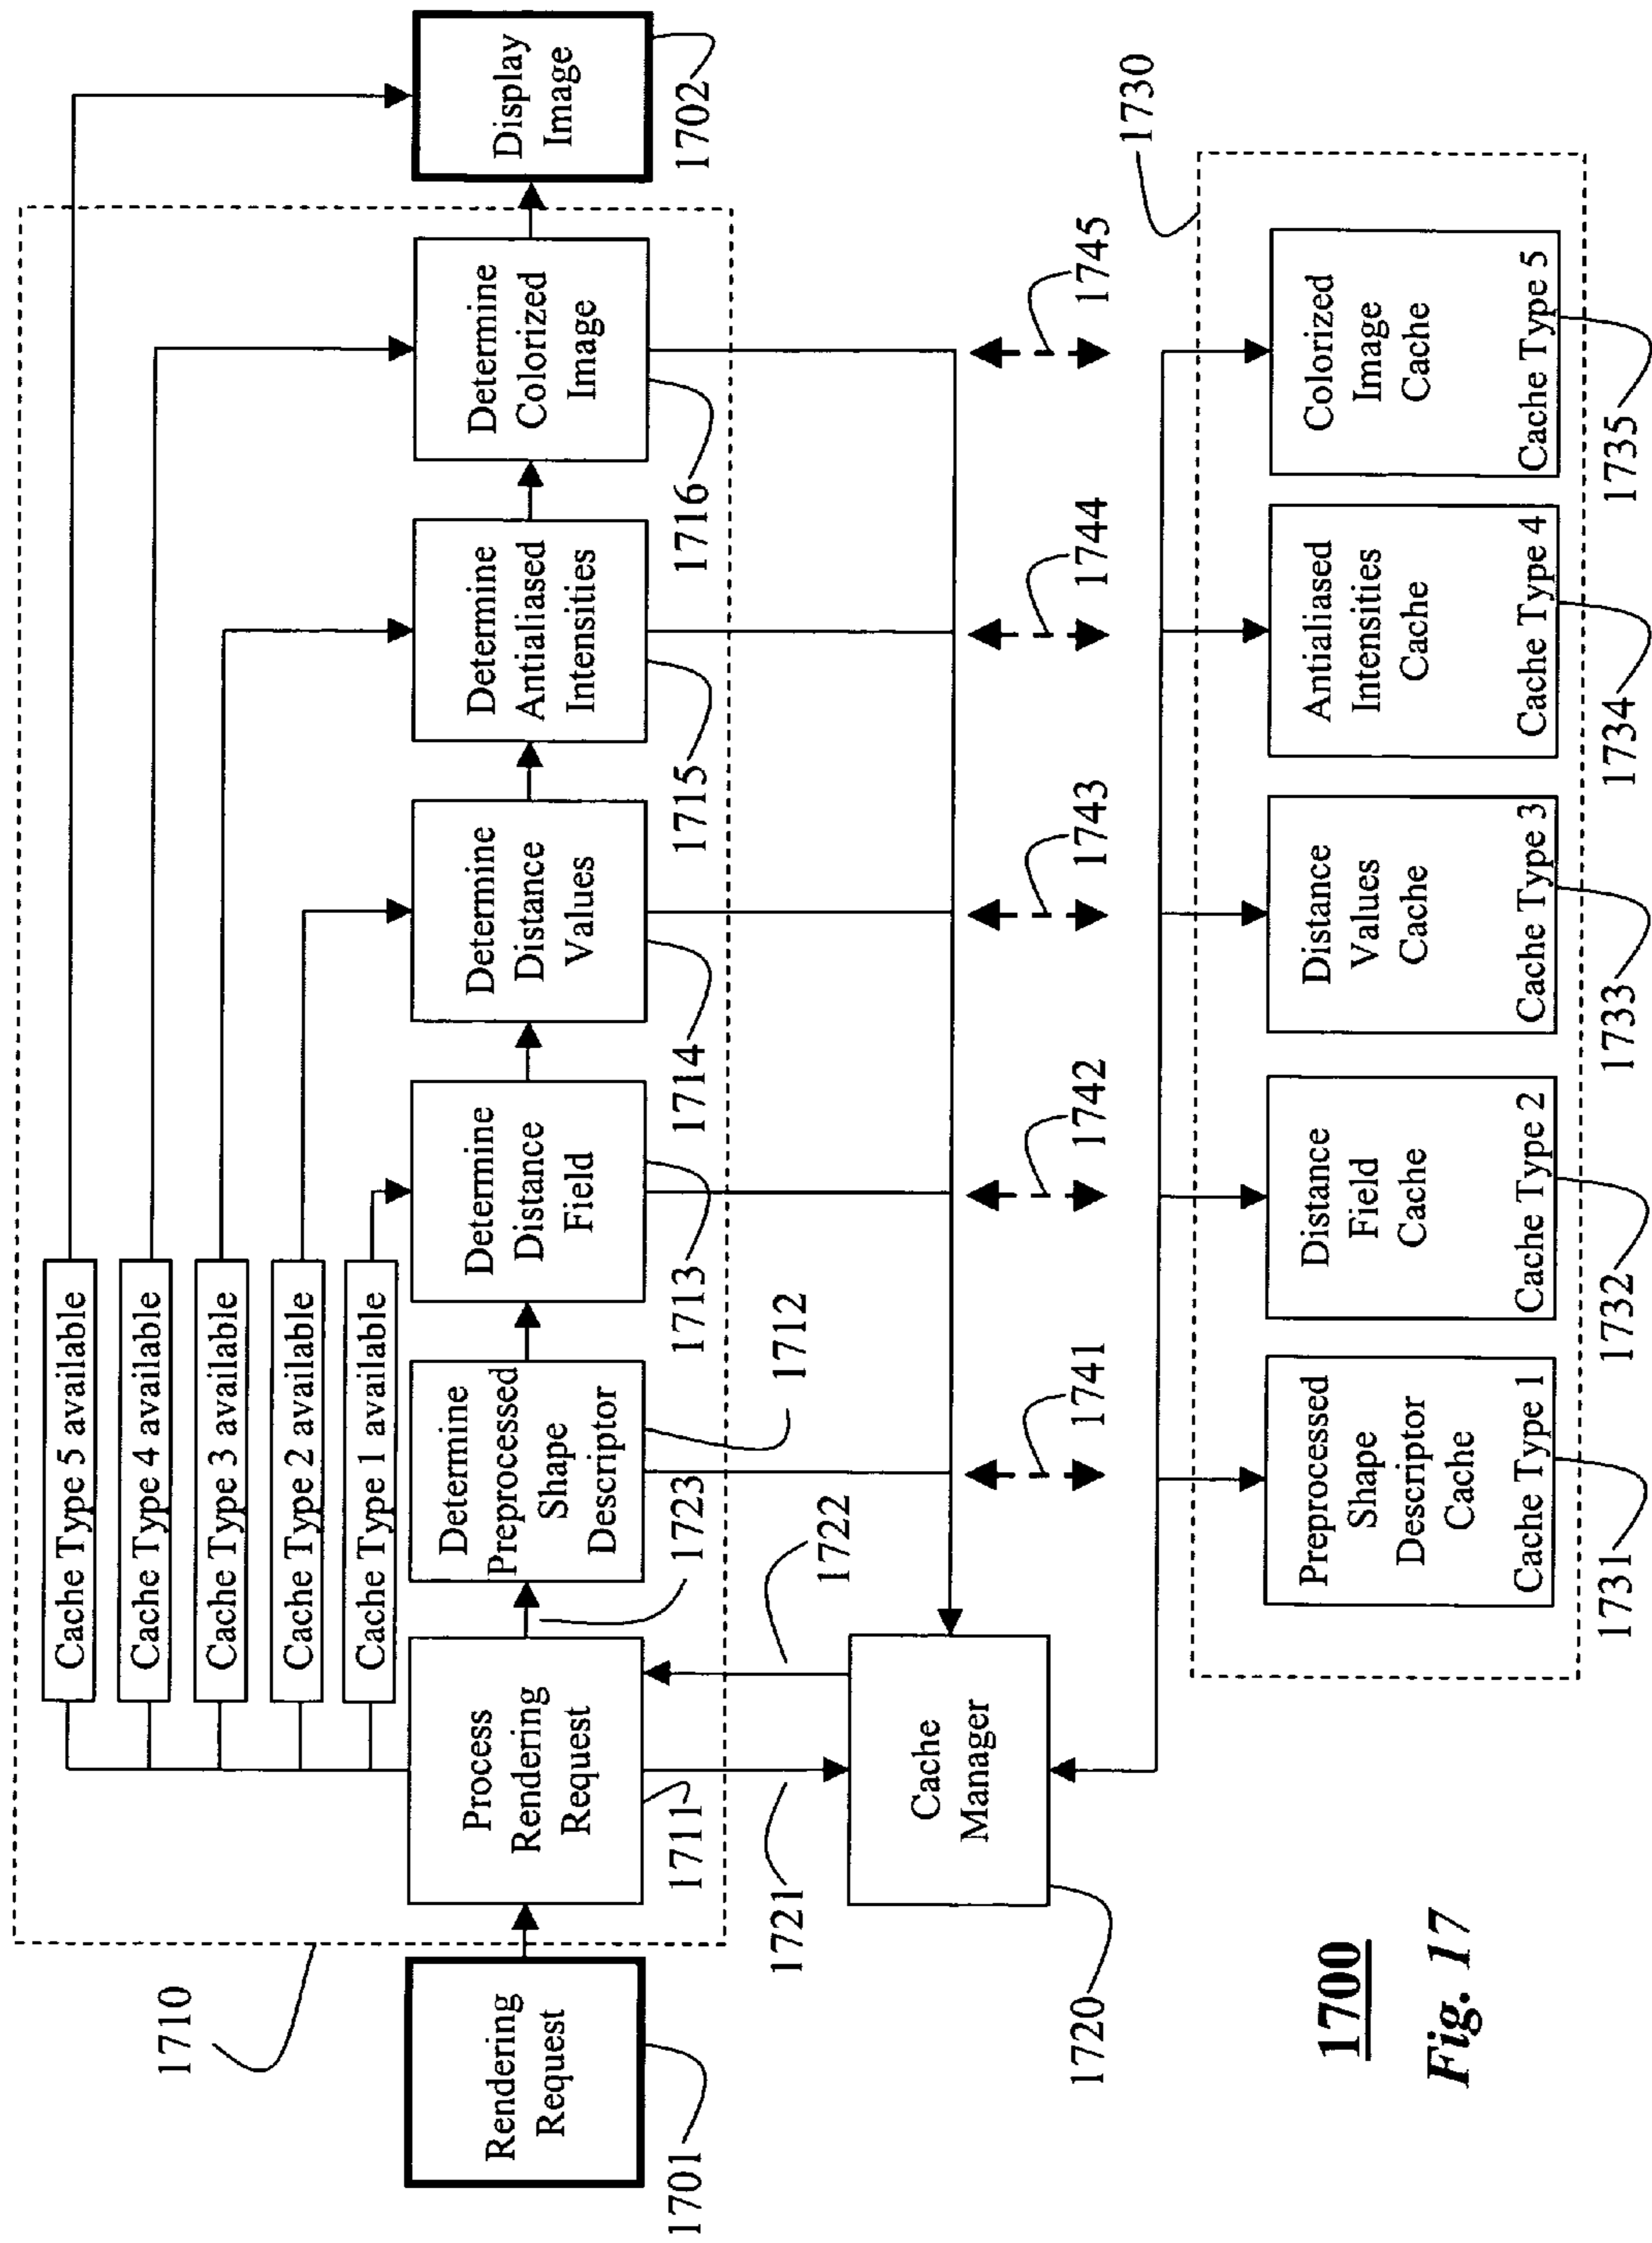 Cache Type 5 available
Cache Type 4 available
Cache Type 3 available
Cache Type 2 available
Cache Type 1 available
1710
Rendering
Request
1701
Process
Rendering
Request
1711
1723
Determine
Preprocessed
Shape
Descriptor
1712
Determine
Distance
Field
1713
Determine
Distance
Values
1714
Determine
Antialiased
Intensities
1715
Determine
Colorized
Image
1716
Display
Image
1702
1721
1722
Cache
Manager
1720
1741
1742
1743
1744
1745
1730
Preprocessed
Shape
Descriptor
Cache
Cache Type 1
1731
Distance
Field
Cache
Cache Type 2
1732
Distance
Values
Cache
Cache Type 3
1733
Antialiased
Intensities
Cache
Cache Type 4
1734
Colorized
Image
Cache
Cache Type 5
1735
1700
Fig. 17